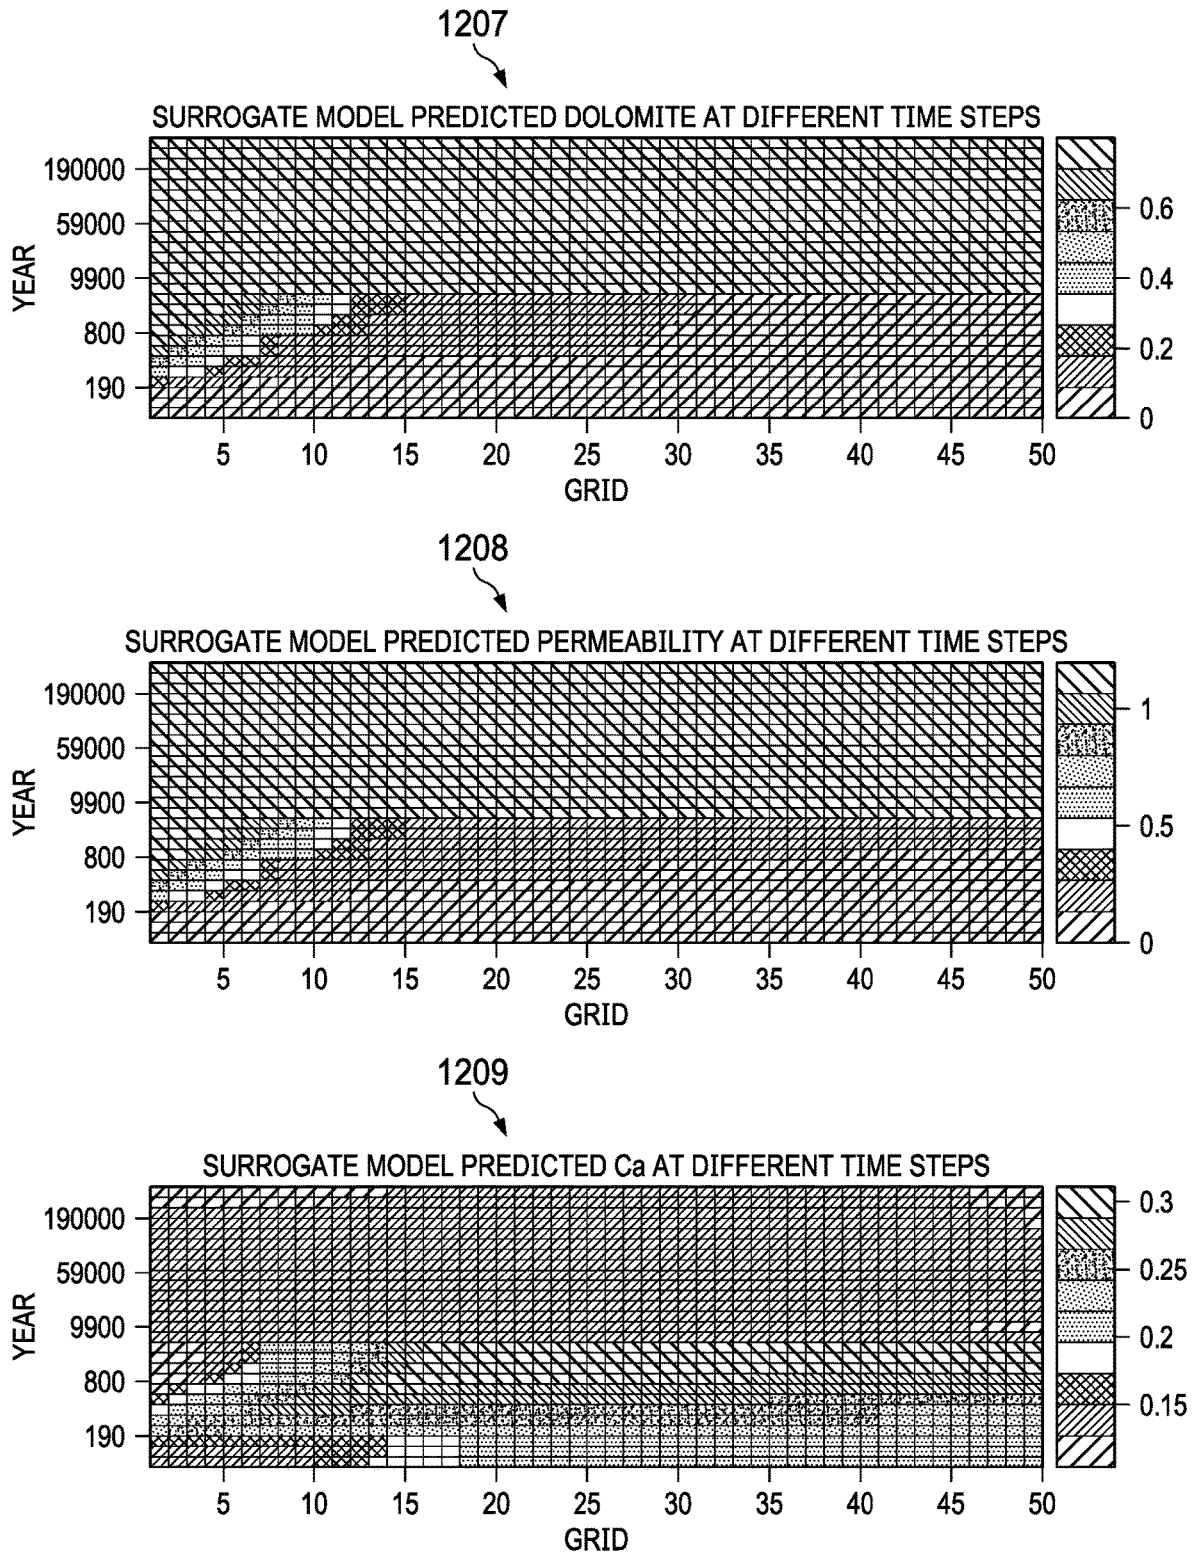 1207
SURROGATE MODEL PREDICTED DOLOMITE AT DIFFERENT TIME STEPS
YEAR
190000
59000
9900
800
190
0.6
0.4
0.2
0
5 10 15 20 25 30 35 40 45 50
GRID
1208
SURROGATE MODEL PREDICTED PERMEABILITY AT DIFFERENT TIME STEPS
YEAR
190000
59000
9900
800
190
1
0.5
0
5 10 15 20 25 30 35 40 45 50
GRID
1209
SURROGATE MODEL PREDICTED Ca AT DIFFERENT TIME STEPS
YEAR
190000
59000
9900
800
190
0.3
0.25
0.2
0.15
5 10 15 20 25 30 35 40 45 50
GRID